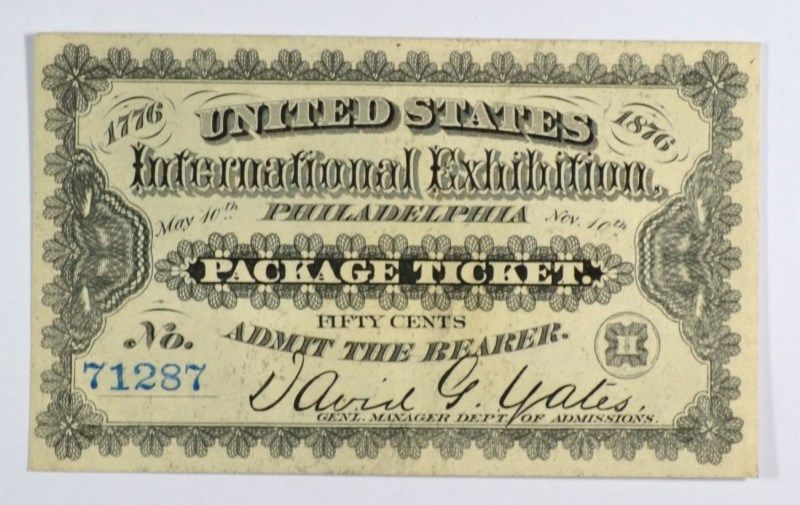 1776
UNITED STATES
1876
International Exhibition,
May 10th
PHILADELPHIA
Nov. 10th
PACKAGE TICKET.
FIFTY CENTS
No.
ADMIT THE BEARER.
H
71287
David G. Yates,
GENL. MANAGER DEPT. OF ADMISSIONS.